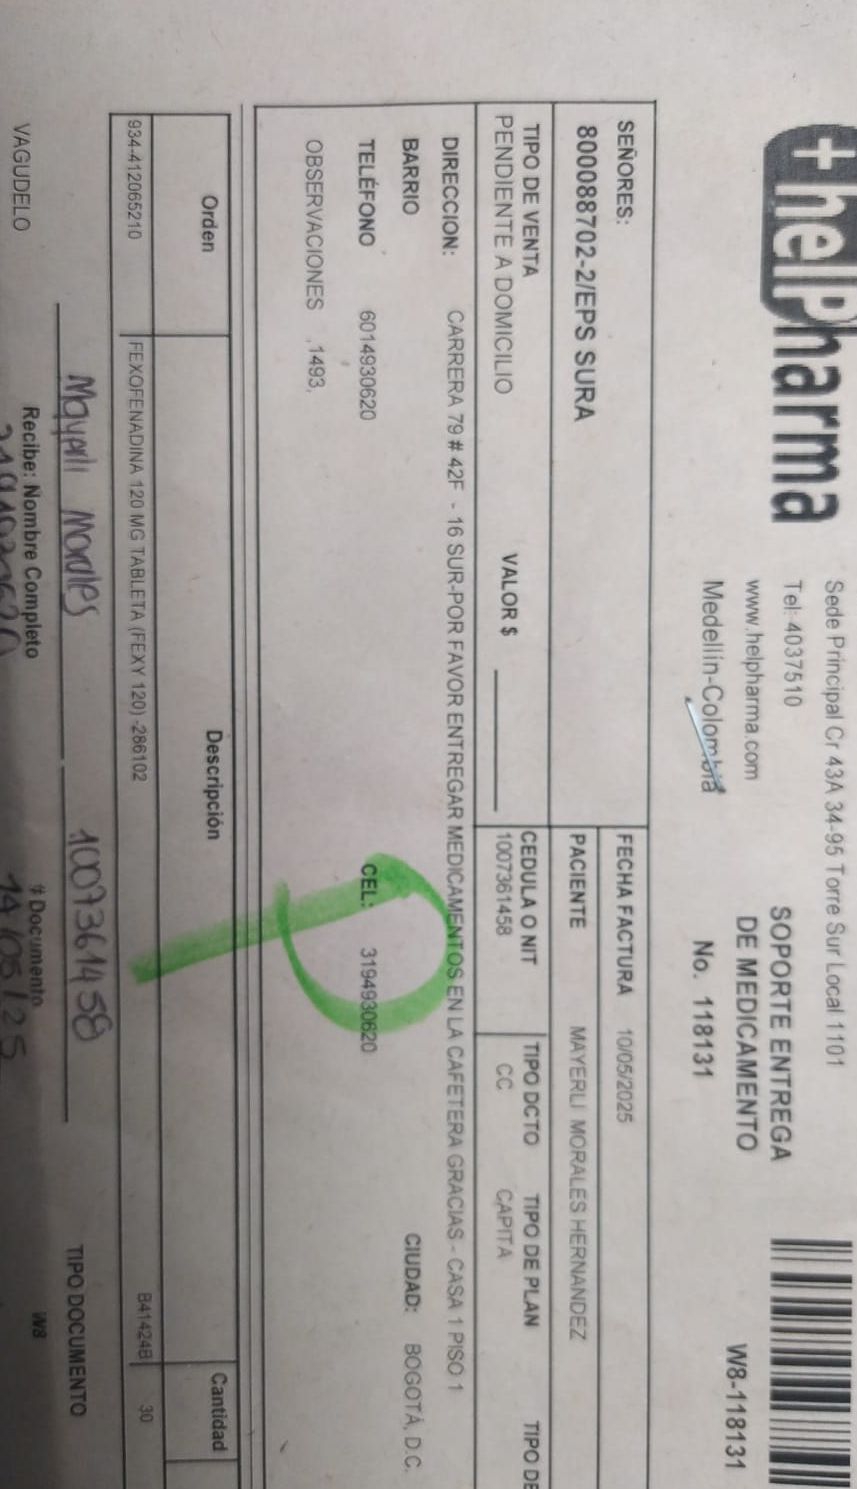 + helPharma
Sede Principal Cr 43A 34-95 Torre Sur Local 1101
Tel: 4037510
www.helpharma.com
Medellín-Colombia
SOPORTE ENTREGA
DE MEDICAMENTO
No. 118131
W8-118131
SEÑORES:
800088702-2/EPS SURA
FECHA FACTURA 10/05/2025
PACIENTE MAYERLI MORALES HERNANDEZ
TIPO DE VENTA
PENDIENTE A DOMICILIO
VALOR $
CEDULA O NIT
1007361458
TIPO DCTO
CC
TIPO DE PLAN
CAPITA
TIPO DE
DIRECCION: CARRERA 79 # 42F - 16 SUR-POR FAVOR ENTREGAR MEDICAMENTOS EN LA CAFETERA GRACIAS - CASA 1 PISO 1
BARRIO CIUDAD: BOGOTÁ, D.C.
TELÉFONO 6014930620 CEL: 3194930620
OBSERVACIONES .1493.
Orden Descripción Cantidad
934-412065210 FEXOFENADINA 120 MG TABLETA (FEXY 120) -286102 B41424B 30
Mayerli Morales 1007361458 TIPO DOCUMENTO
VAGUDELO Recibe: Nombre Completo # Documento W8
3194930620 14/05/25